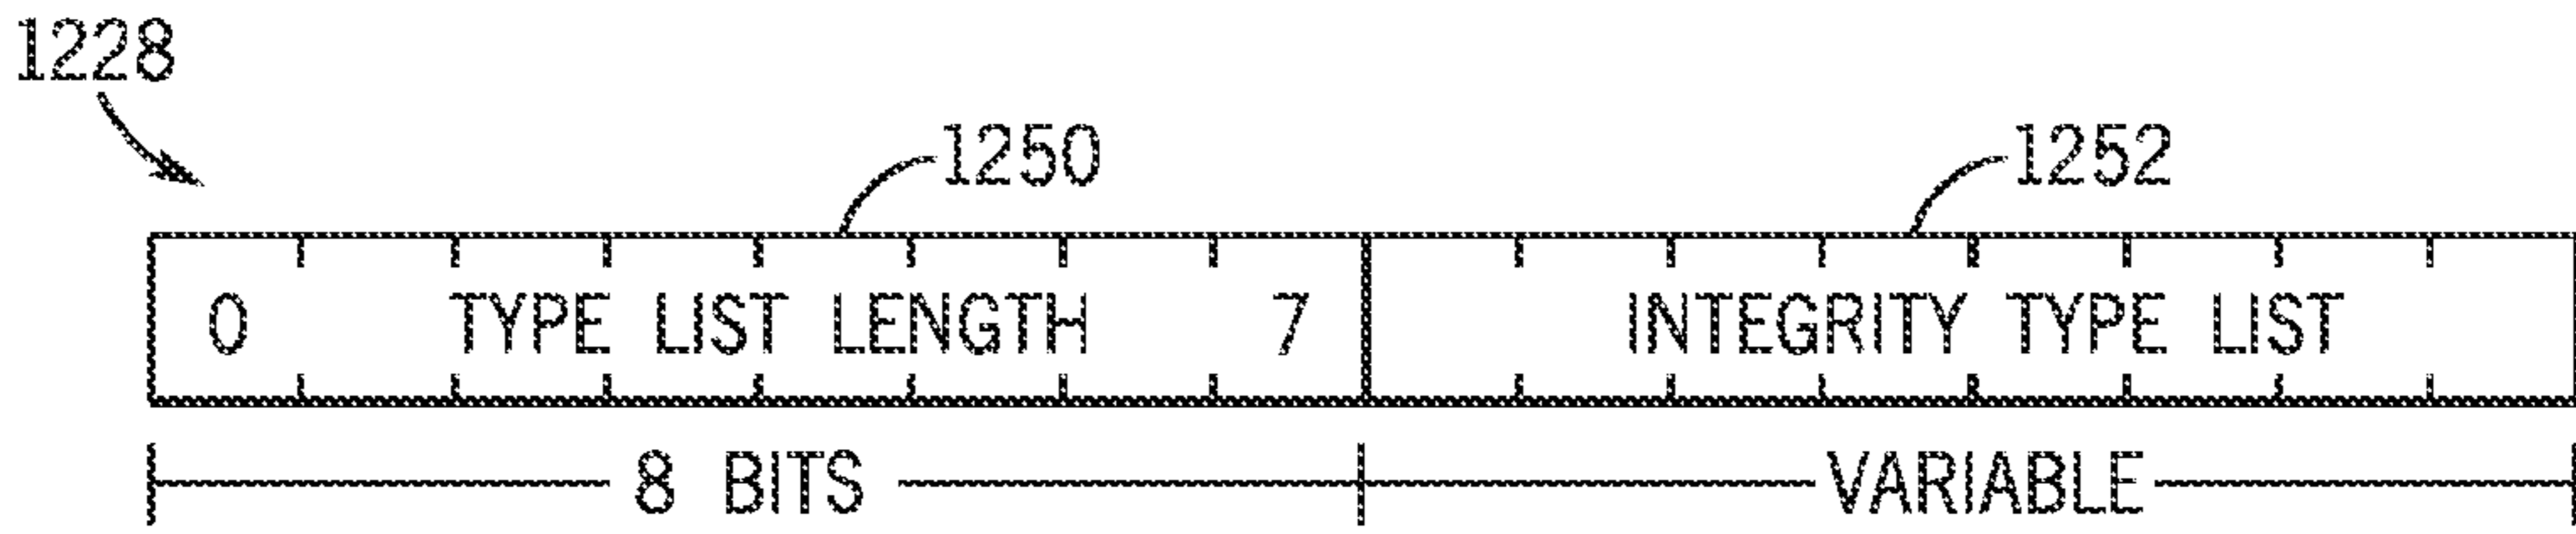 1228
1250
1252
0 TYPE LIST LENGTH 7 INTEGRITY TYPE LIST
8 BITS VARIABLE